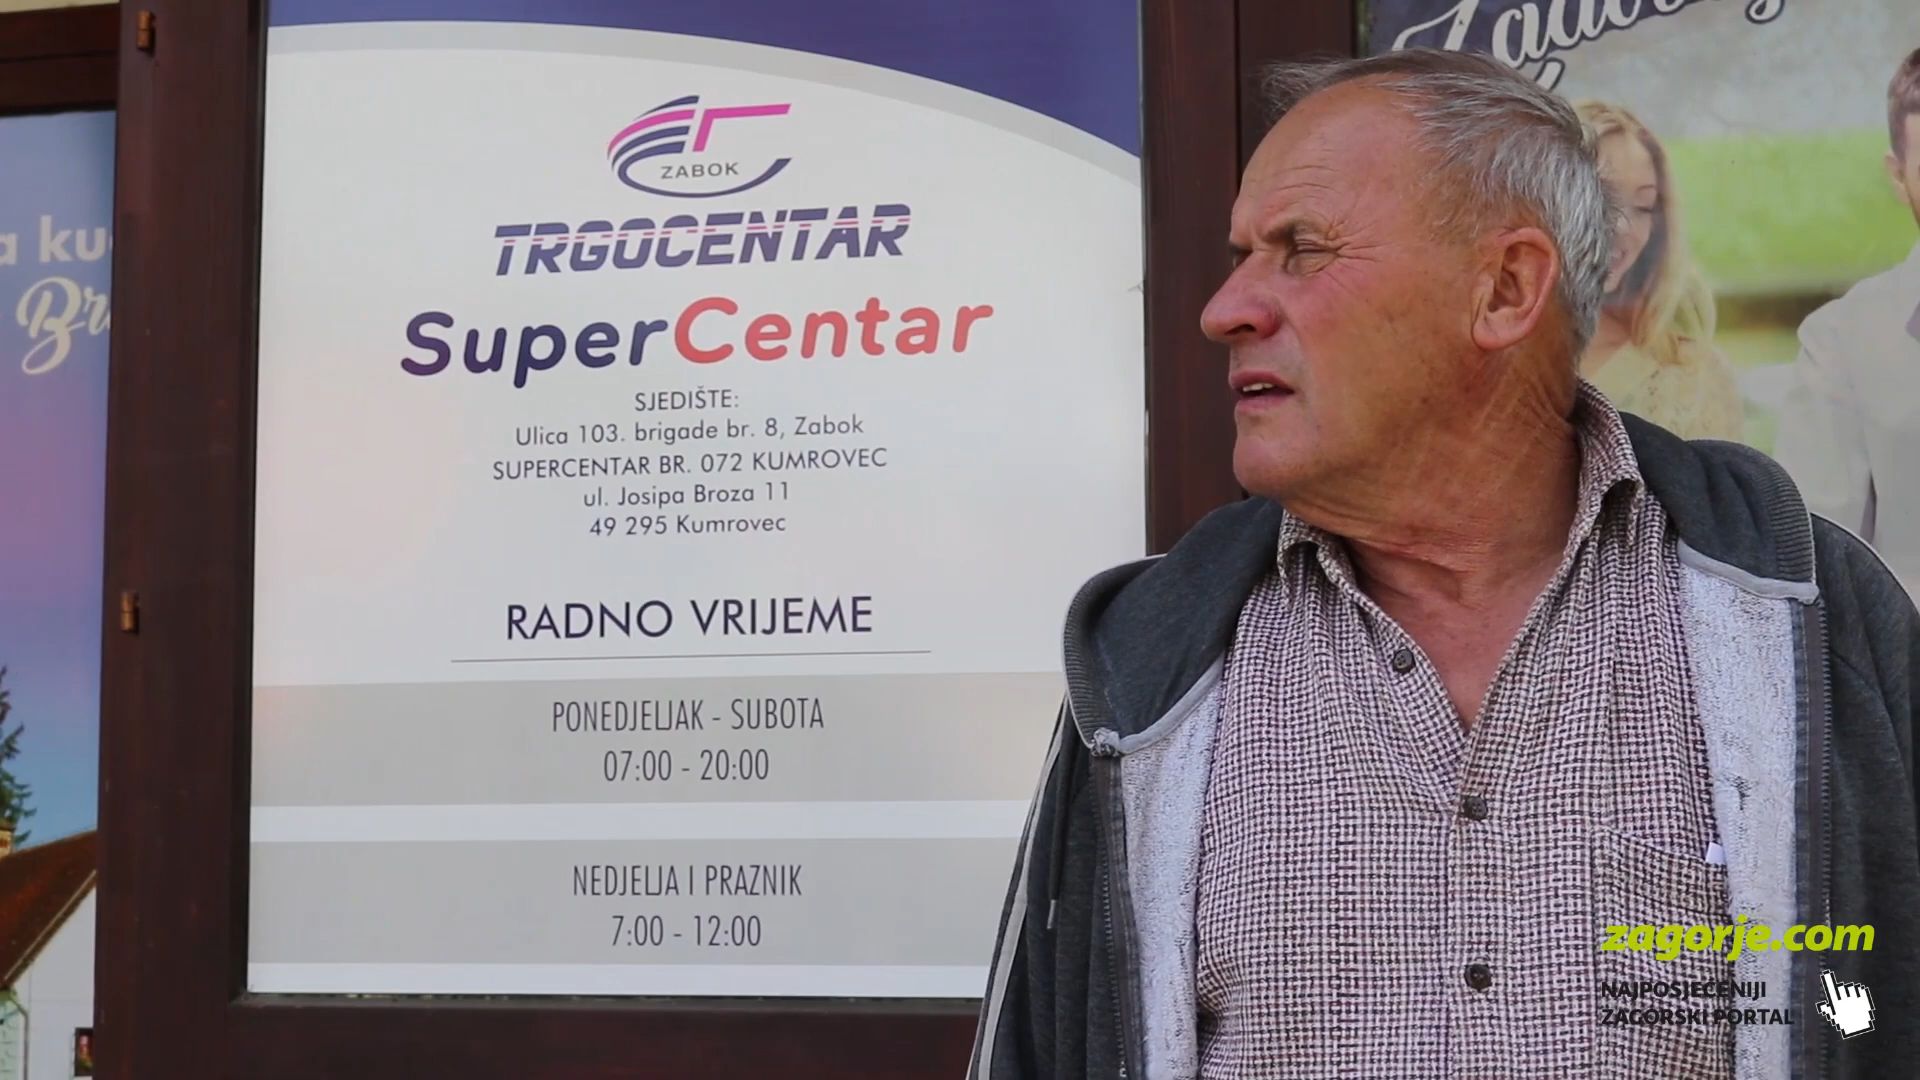 a ku
Br
ZABOK
TRGOCENTAR
SuperCentar
SJEDIŠTE:
Ulica 103. brigade br. 8, Zabok
SUPERCENTAR BR. 072 KUMROVEC
ul. Josipa Broza 11
49 295 Kumrovec
RADNO VRIJEME
PONEDJELJAK - SUBOTA
07:00 - 20:00
NEDJELJA I PRAZNIK
7:00 - 12:00
zagorje.com
NAJPOSJEĆENIJI
ZAGORSKI PORTAL